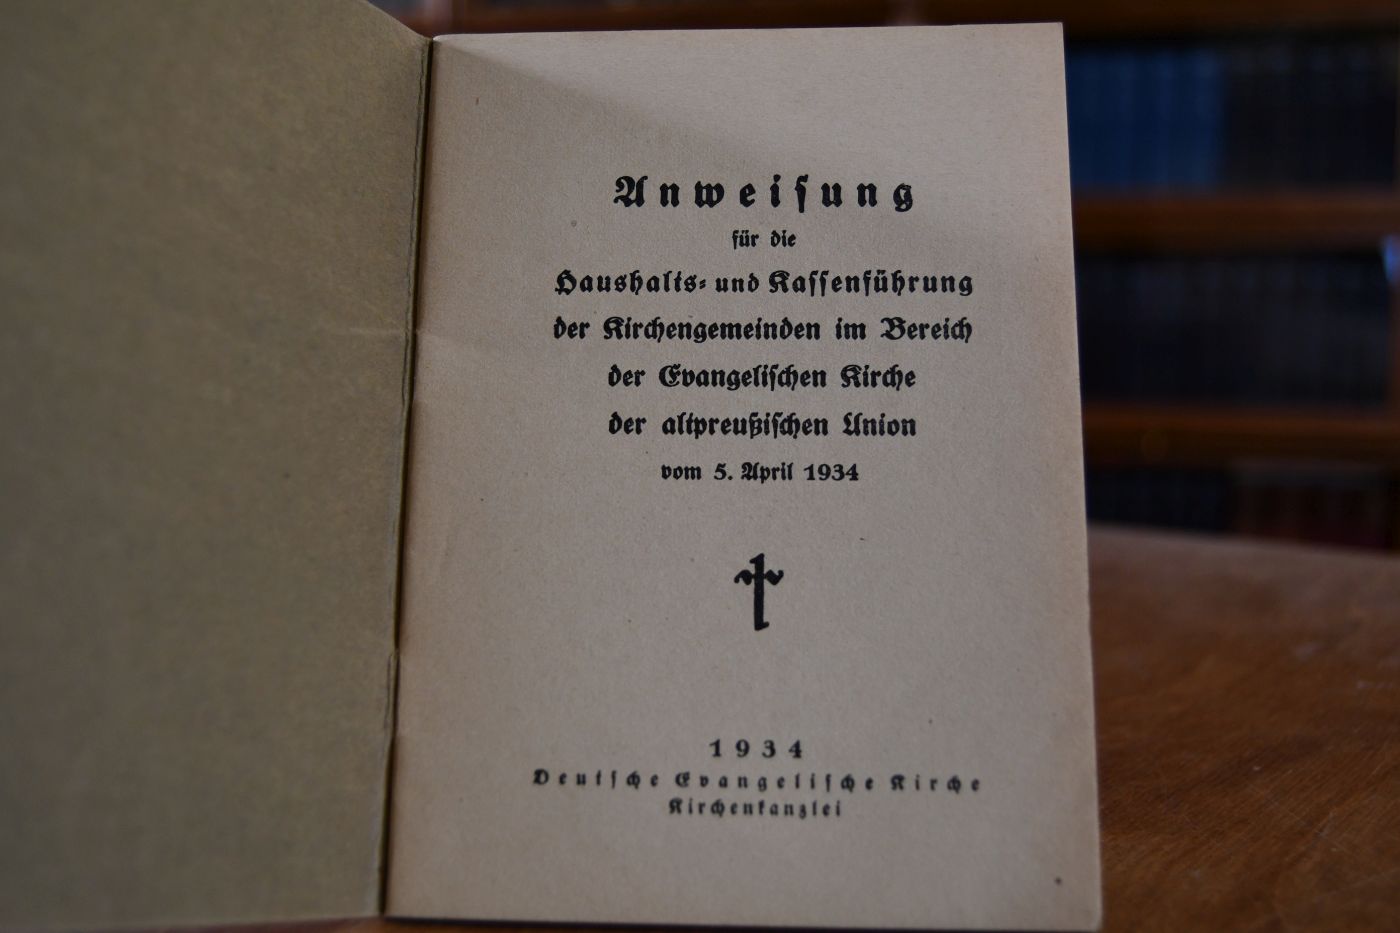 Anweisung
für die
Haushalts- und Kassenführung
der Kirchengemeinden im Bereich
der Evangelischen Kirche
der altpreußischen Union
vom 5. April 1934
1934
Deutsche Evangelische Kirche
Kirchenkanzlei